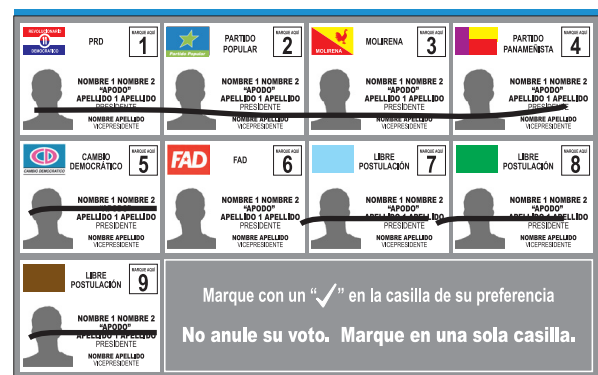 REVOLUCIONARIO
DEMOCRATICO
PRD
MARQUE AQUÍ
1
NOMBRE 1 NOMBRE 2
“APODO”
APELLIDO 1 APELLIDO
PRESIDENTE
NOMBRE APELLIDO
VICEPRESIDENTE
Partido Popular
PARTIDO
POPULAR
MARQUE AQUÍ
2
NOMBRE 1 NOMBRE 2
“APODO”
APELLIDO 1 APELLIDO
PRESIDENTE
NOMBRE APELLIDO
VICEPRESIDENTE
MOLIRENA
MOLIRENA
MARQUE AQUÍ
3
NOMBRE 1 NOMBRE 2
“APODO”
APELLIDO 1 APELLIDO
PRESIDENTE
NOMBRE APELLIDO
VICEPRESIDENTE
PARTIDO
PANAMEÑISTA
MARQUE AQUÍ
4
NOMBRE 1 NOMBRE 2
“APODO”
APELLIDO 1 APELLIDO
PRESIDENTE
NOMBRE APELLIDO
VICEPRESIDENTE
CD
CAMBIO DEMOCRATICO
CAMBIO
DEMOCRÁTICO
MARQUE AQUÍ
5
NOMBRE 1 NOMBRE 2
“APODO”
APELLIDO 1 APELLIDO
PRESIDENTE
NOMBRE APELLIDO
VICEPRESIDENTE
FAD
FAD
MARQUE AQUÍ
6
NOMBRE 1 NOMBRE 2
“APODO”
APELLIDO 1 APELLIDO
PRESIDENTE
NOMBRE APELLIDO
VICEPRESIDENTE
LIBRE
POSTULACIÓN
MARQUE AQUÍ
7
NOMBRE 1 NOMBRE 2
“APODO”
APELLIDO 1 APELLIDO
PRESIDENTE
NOMBRE APELLIDO
VICEPRESIDENTE
LIBRE
POSTULACIÓN
MARQUE AQUÍ
8
NOMBRE 1 NOMBRE 2
“APODO”
APELLIDO 1 APELLIDO
PRESIDENTE
NOMBRE APELLIDO
VICEPRESIDENTE
LIBRE
POSTULACIÓN
MARQUE AQUÍ
9
NOMBRE 1 NOMBRE 2
“APODO”
APELLIDO 1 APELLIDO
PRESIDENTE
NOMBRE APELLIDO
VICEPRESIDENTE
Marque con un “✓” en la casilla de su preferencia
No anule su voto. Marque en una sola casilla.